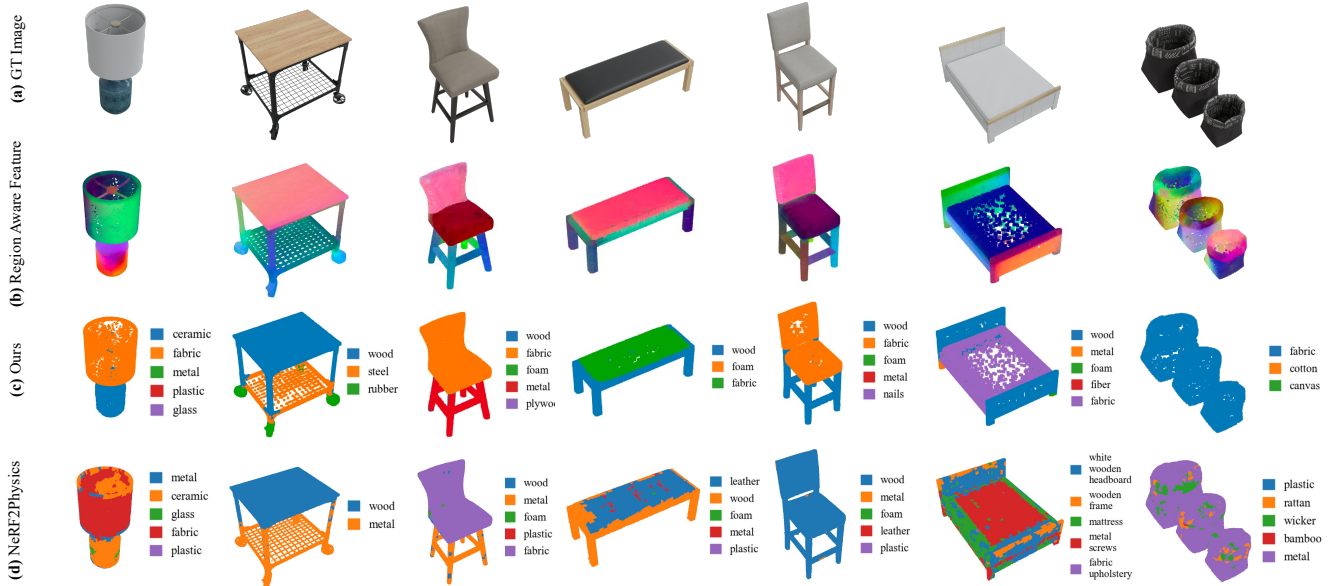 (a) GT Image
(b) Region Aware Feature
(c) Ours
ceramic
fabric
metal
plastic
glass
wood
steel
rubber
wood
fabric
foam
metal
plywo
wood
foam
fabric
wood
fabric
foam
metal
nails
wood
metal
foam
fiber
fabric
fabric
cotton
canvas
(d) NeRF2Physics
metal
ceramic
glass
fabric
plastic
wood
metal
wood
metal
foam
plastic
fabric
leather
wood
foam
metal
plastic
wood
metal
foam
leather
plastic
white
wooden
headboard
wooden
frame
mattress
metal
screws
fabric
upholstery
plastic
rattan
wicker
bamboo
metal